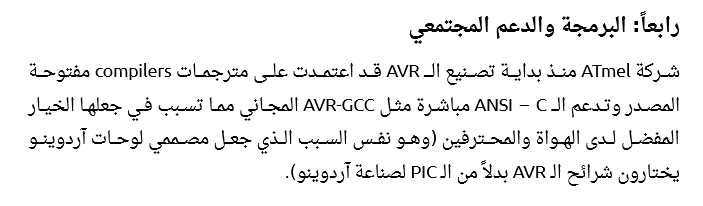 رابعاً: البرمجة والدعم المجتمعي
شركة ATmel منذ بداية تصنيع الـ AVR قد اعتمدت على مترجمات compilers مفتوحة
المصدر وتدعم الـ ANSI – C مباشرة مثل AVR-GCC المجاني مما تسبب في جعلها الخيار
المفضل لدى الهواة والمحترفين (وهو نفس السبب الذي جعل مصممي لوحات آردوينو
يختارون شرائح الـ AVR بدلاً من الـ PIC لصناعة آردوينو).